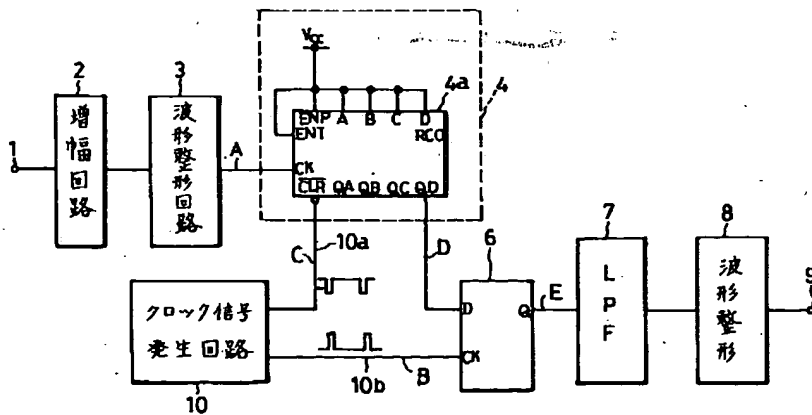 Vcc
2
3
4a
4
増幅回路
波形整形回路
1
A
ENP A B C D
ENT RCO
CK
CLR QA QB QC QD
C
10a
D
6
7
8
9
D Q
CK
E
LPF
波形整形
クロック信号
発生回路
10
10b
B